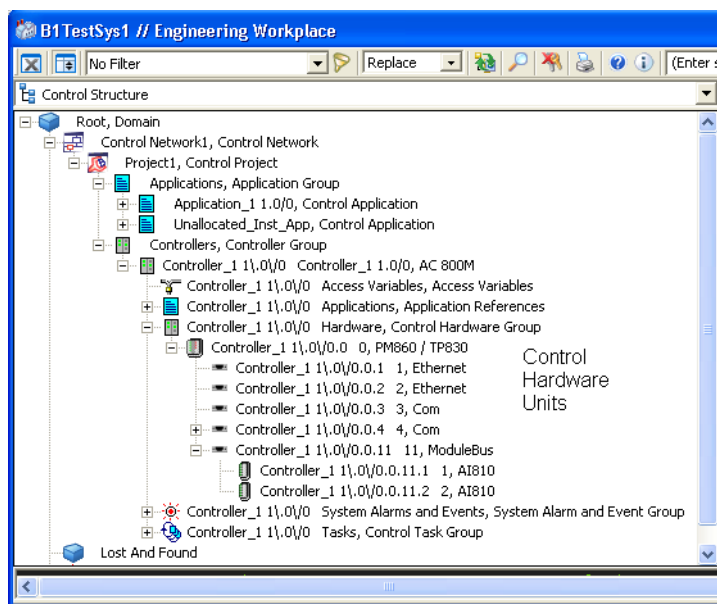 B1TestSys1 // Engineering Workplace
No Filter Replace (Enter s
Control Structure
Root, Domain
Control Network1, Control Network
Project1, Control Project
Applications, Application Group
Application_1 1.0/0, Control Application
Unallocated_Inst_App, Control Application
Controllers, Controller Group
Controller_1 1\.0\/0 Controller_1 1.0/0, AC 800M
Controller_1 1\.0\/0 Access Variables, Access Variables
Controller_1 1\.0\/0 Applications, Application References
Controller_1 1\.0\/0 Hardware, Control Hardware Group
Controller_1 1\.0\/0.0 0, PM860 / TP830
Controller_1 1\.0\/0.0.1 1, Ethernet
Controller_1 1\.0\/0.0.2 2, Ethernet
Controller_1 1\.0\/0.0.3 3, Com
Controller_1 1\.0\/0.0.4 4, Com
Controller_1 1\.0\/0.0.11 11, ModuleBus
Controller_1 1\.0\/0.0.11.1 1, AI810
Controller_1 1\.0\/0.0.11.2 2, AI810
Controller_1 1\.0\/0 System Alarms and Events, System Alarm and Event Group
Controller_1 1\.0\/0 Tasks, Control Task Group
Lost And Found
Control
Hardware
Units